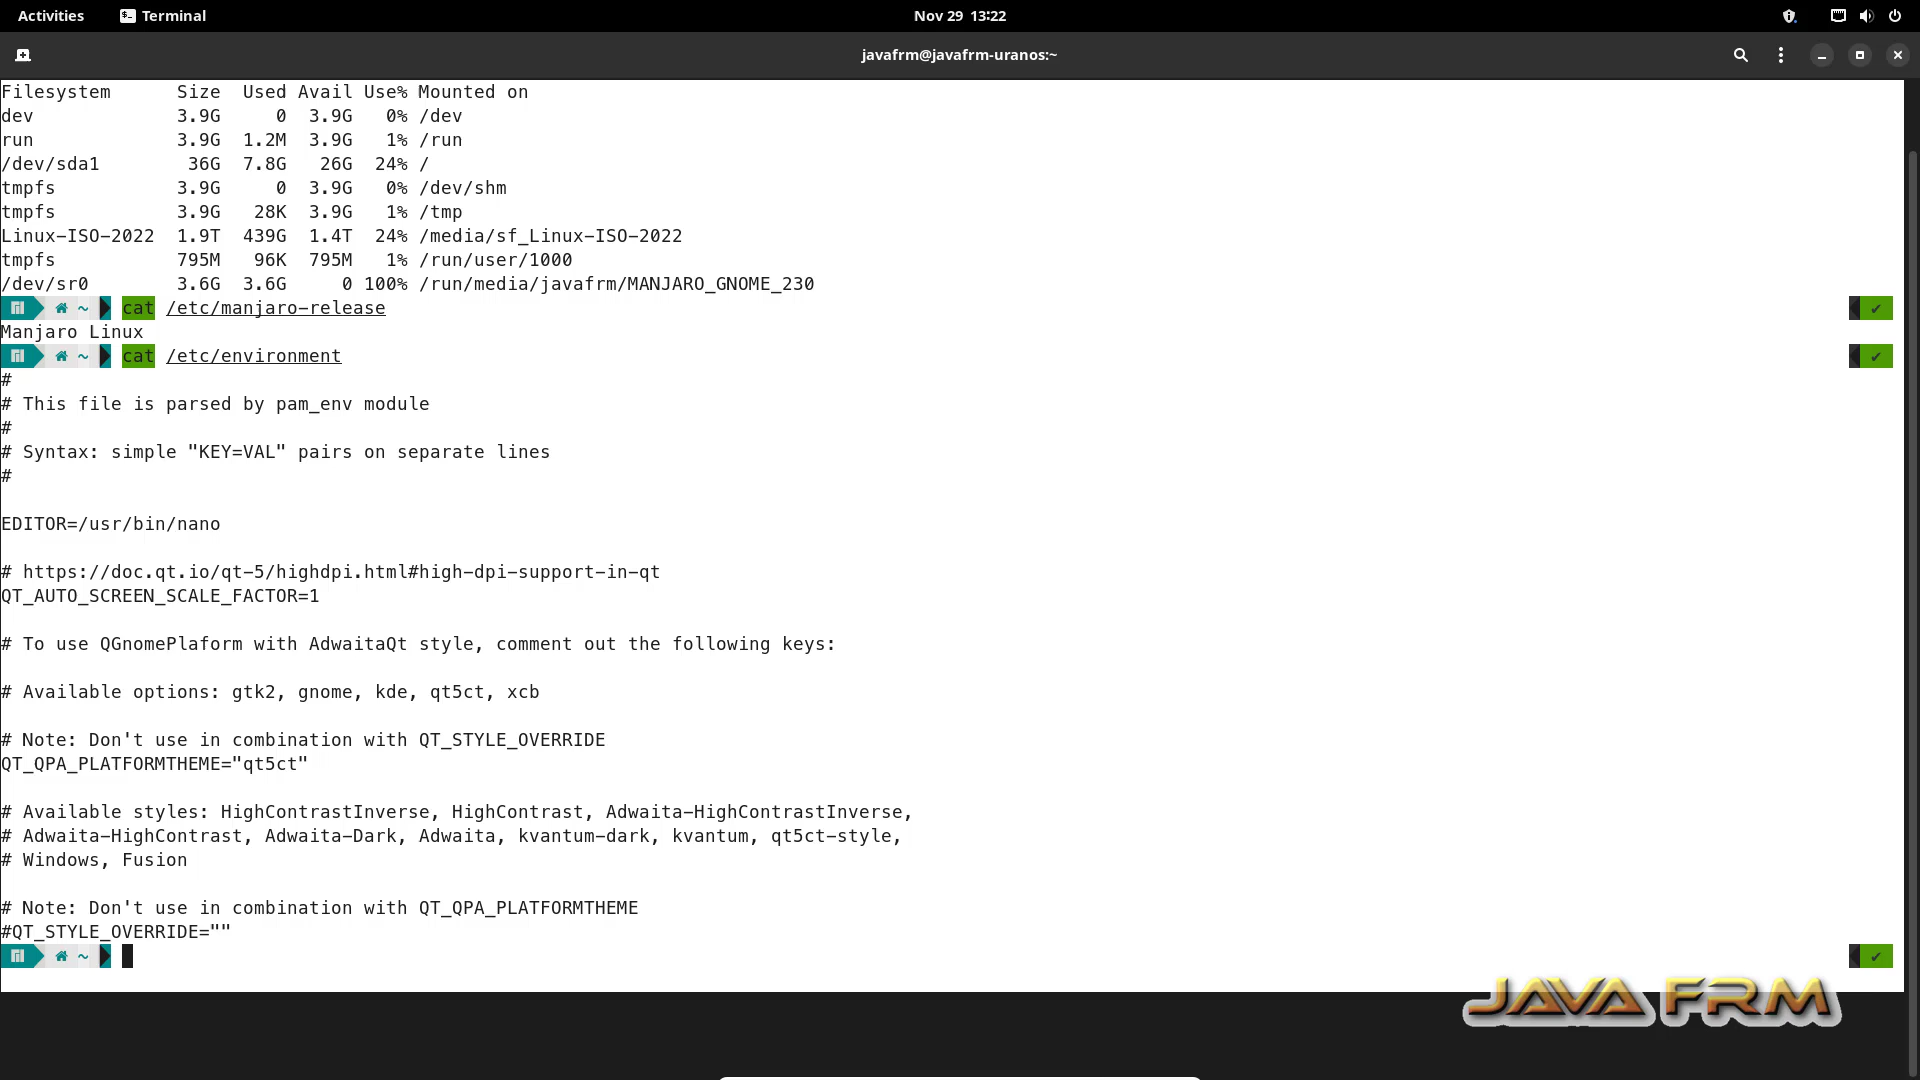 Activities Terminal Nov 29 13:22
javafrm@javafrm-uranos:~
Filesystem Size Used Avail Use% Mounted on
dev 3.9G 0 3.9G 0% /dev
run 3.9G 1.2M 3.9G 1% /run
/dev/sda1 36G 7.8G 26G 24% /
tmpfs 3.9G 0 3.9G 0% /dev/shm
tmpfs 3.9G 28K 3.9G 1% /tmp
Linux-ISO-2022 1.9T 439G 1.4T 24% /media/sf_Linux-ISO-2022
tmpfs 795M 96K 795M 1% /run/user/1000
/dev/sr0 3.6G 3.6G 0 100% /run/media/javafrm/MANJARO_GNOME_230
~ cat /etc/manjaro-release ✔
Manjaro Linux
~ cat /etc/environment ✔
#
# This file is parsed by pam_env module
#
# Syntax: simple "KEY=VAL" pairs on separate lines
#
EDITOR=/usr/bin/nano
# https://doc.qt.io/qt-5/highdpi.html#high-dpi-support-in-qt
QT_AUTO_SCREEN_SCALE_FACTOR=1
# To use QGnomePlaform with AdwaitaQt style, comment out the following keys:
# Available options: gtk2, gnome, kde, qt5ct, xcb
# Note: Don't use in combination with QT_STYLE_OVERRIDE
QT_QPA_PLATFORMTHEME="qt5ct"
# Available styles: HighContrastInverse, HighContrast, Adwaita-HighContrastInverse,
# Adwaita-HighContrast, Adwaita-Dark, Adwaita, kvantum-dark, kvantum, qt5ct-style,
# Windows, Fusion
# Note: Don't use in combination with QT_QPA_PLATFORMTHEME
#QT_STYLE_OVERRIDE=""
~ ✔
JAVA FRM